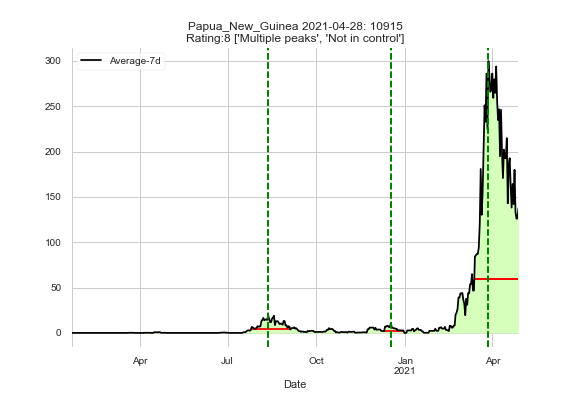 Papua_New_Guinea 2021-04-28: 10915
Rating:8 ['Multiple peaks', 'Not in control']
Average-7d
300
250
200
150
100
50
0
Apr
Jul
Oct
Jan
2021
Apr
Date